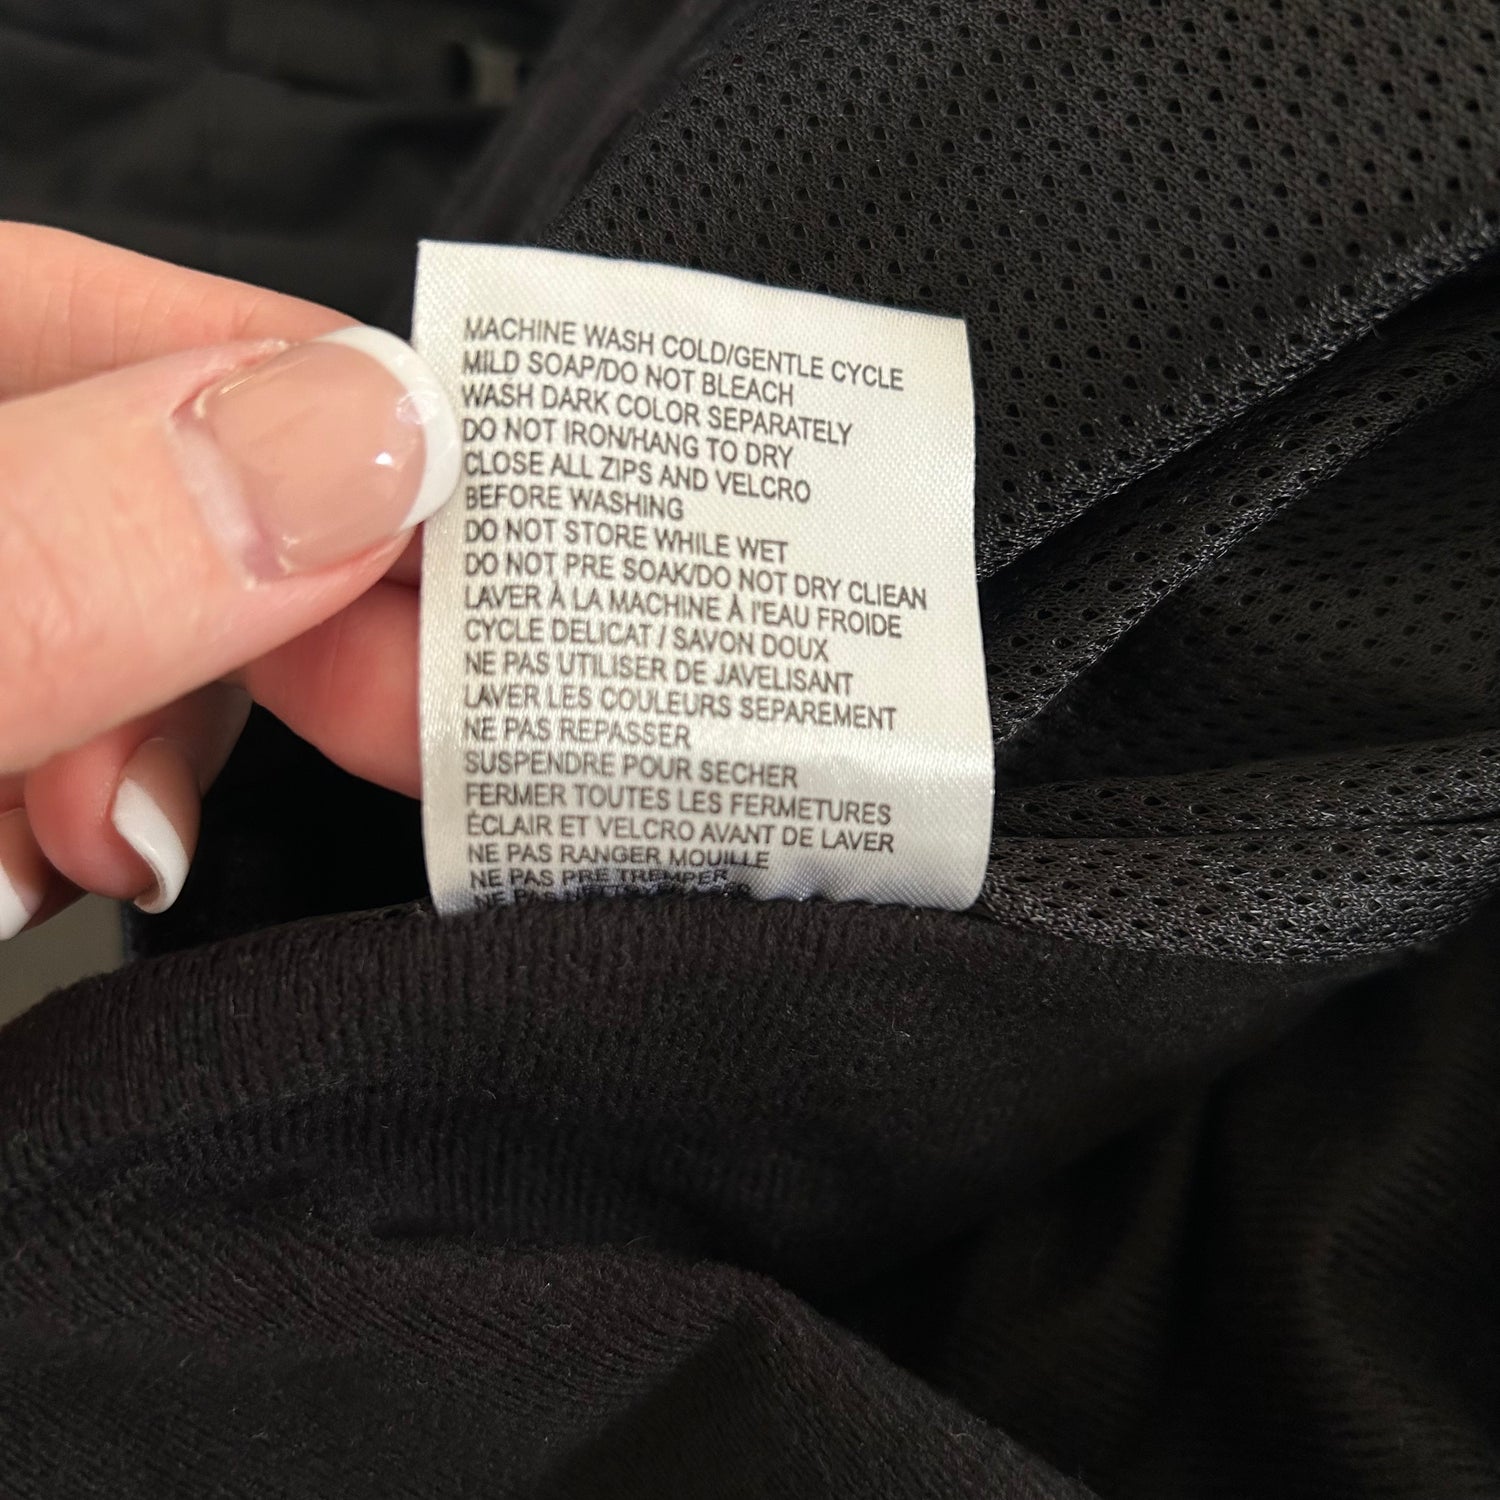 MACHINE WASH COLD/GENTLE CYCLE
MILD SOAP/DO NOT BLEACH
WASH DARK COLOR SEPARATELY
DO NOT IRON/HANG TO DRY
CLOSE ALL ZIPS AND VELCRO
BEFORE WASHING
DO NOT STORE WHILE WET
DO NOT PRE SOAK/DO NOT DRY CLIEAN
LAVER À LA MACHINE À l'EAU FROIDE
CYCLE DELICAT / SAVON DOUX
NE PAS UTILISER DE JAVELISANT
LAVER LES COULEURS SEPAREMENT
NE PAS REPASSER
SUSPENDRE POUR SECHER
FERMER TOUTES LES FERMETURES
ÉCLAIR ET VELCRO AVANT DE LAVER
NE PAS RANGER MOUILLE
NE PAS PRE TREMPER
NE PAS